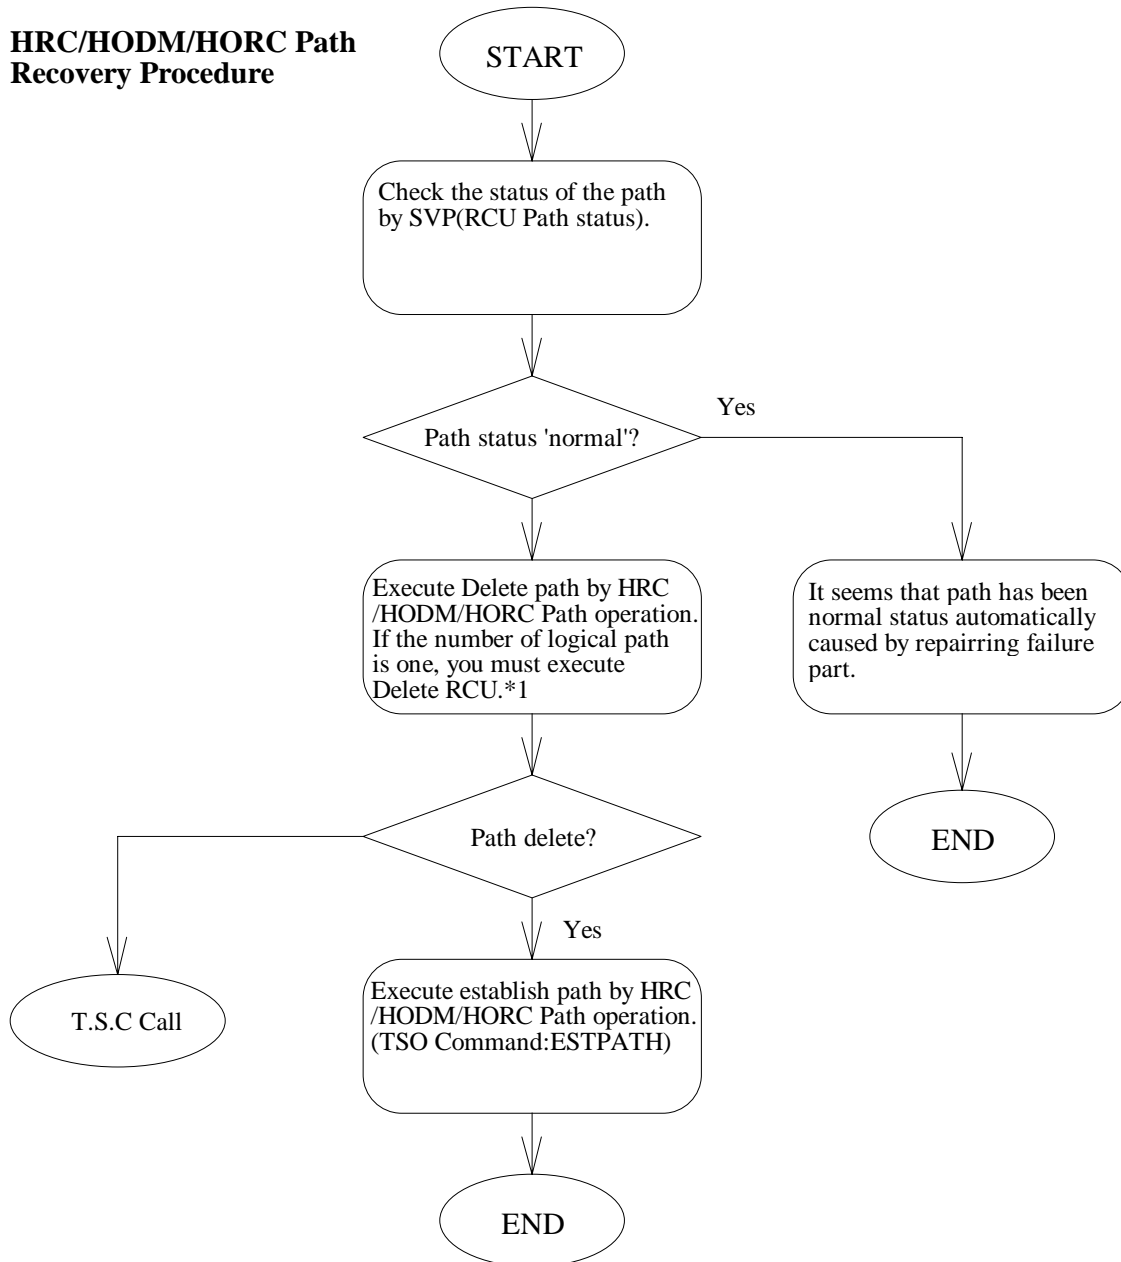 HRC/HODM/HORC Path
Recovery Procedure
START
Check the status of the path
by SVP(RCU Path status).
Path status 'normal'?
Yes
Execute Delete path by HRC
/HODM/HORC Path operation.
If the number of logical path
is one, you must execute
Delete RCU.*1
It seems that path has been
normal status automatically
caused by repairring failure
part.
Path delete?
END
Yes
T.S.C Call
Execute establish path by HRC
/HODM/HORC Path operation.
(TSO Command:ESTPATH)
END